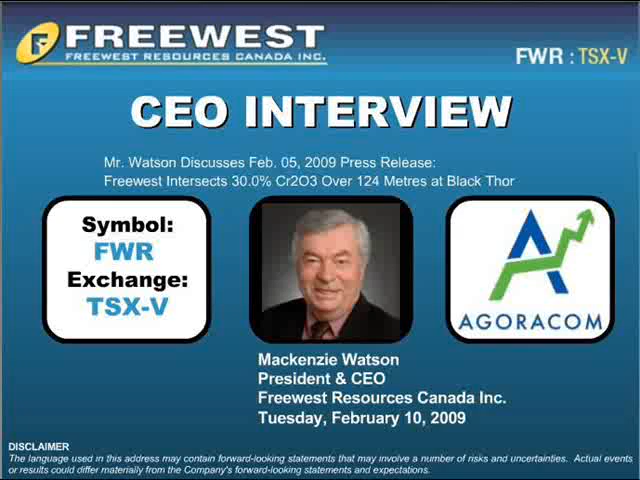 FREEWEST
FREEWEST RESOURCES CANADA INC.
FWR : TSX-V
CEO INTERVIEW
Mr. Watson Discusses Feb. 05, 2009 Press Release:
Freewest Intersects 30.0% Cr2O3 Over 124 Metres at Black Thor
Symbol:
FWR
Exchange:
TSX-V
AGORACOM
Mackenzie Watson
President & CEO
Freewest Resources Canada Inc.
Tuesday, February 10, 2009
DISCLAIMER
The language used in this address may contain forward-looking statements that may involve a number of risks and uncertainties. Actual events
or results could differ materially from the Company's forward-looking statements and expectations.